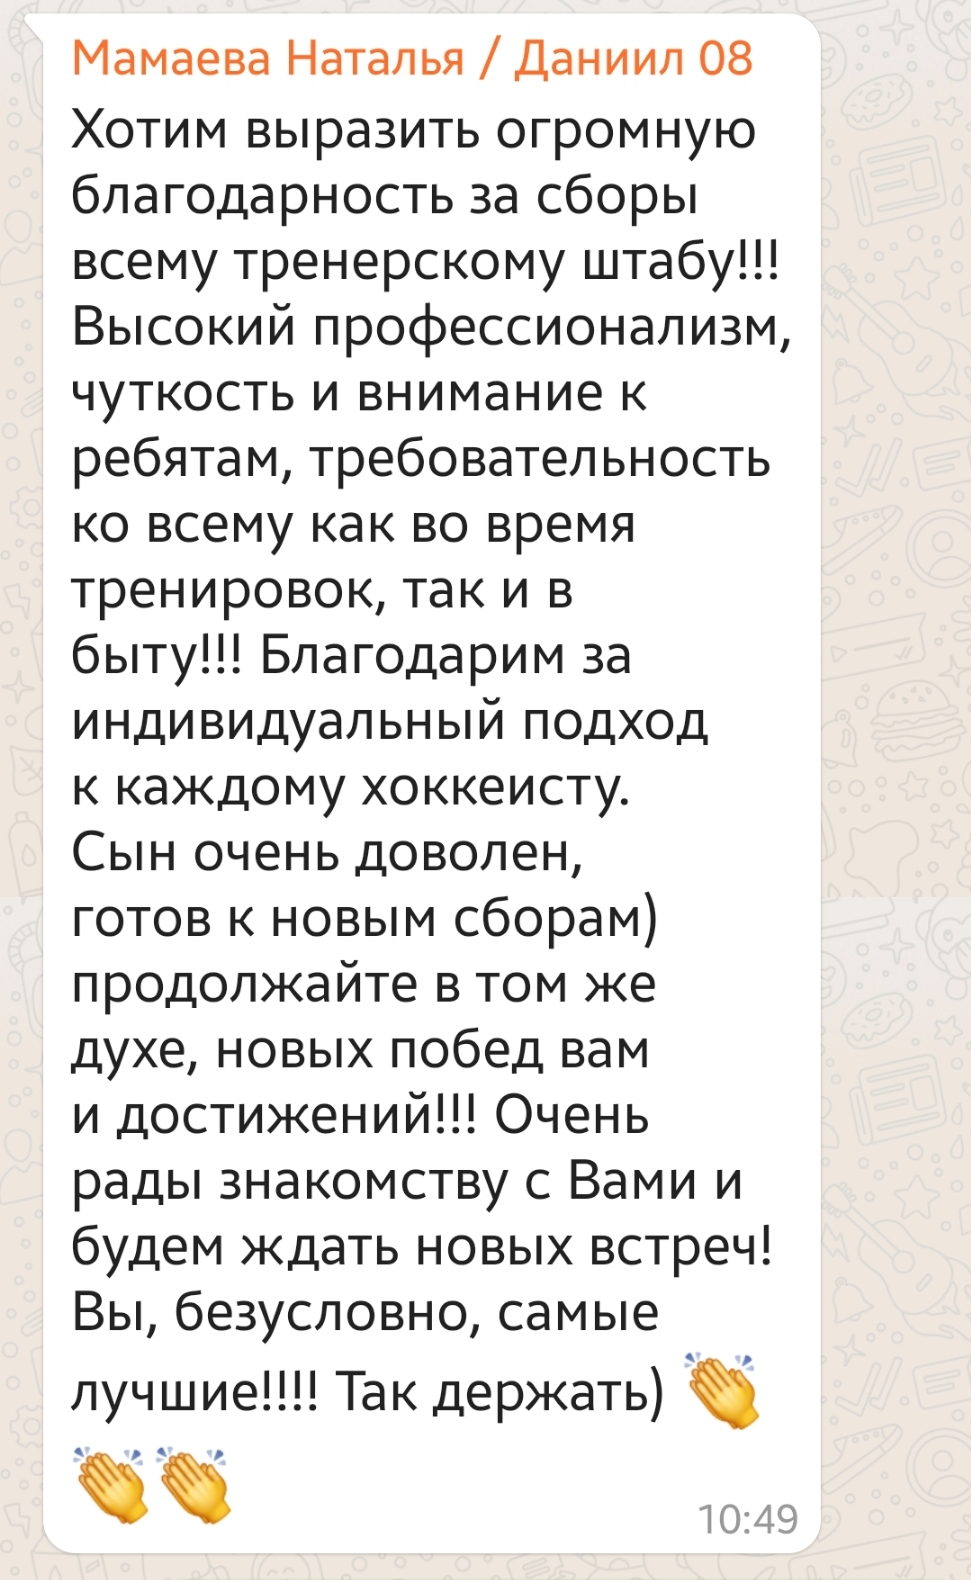 Мамаева Наталья / Даниил 08
Хотим выразить огромную
благодарность за сборы
всему тренерскому штабу!!!
Высокий профессионализм,
чуткость и внимание к
ребятам, требовательность
ко всему как во время
тренировок, так и в
быту!!! Благодарим за
индивидуальный подход
к каждому хоккеисту.
Сын очень доволен,
готов к новым сборам)
продолжайте в том же
духе, новых побед вам
и достижений!!! Очень
рады знакомству с Вами и
будем ждать новых встреч!
Вы, безусловно, самые
лучшие!!!! Так держать) 👏
👏👏
10:49